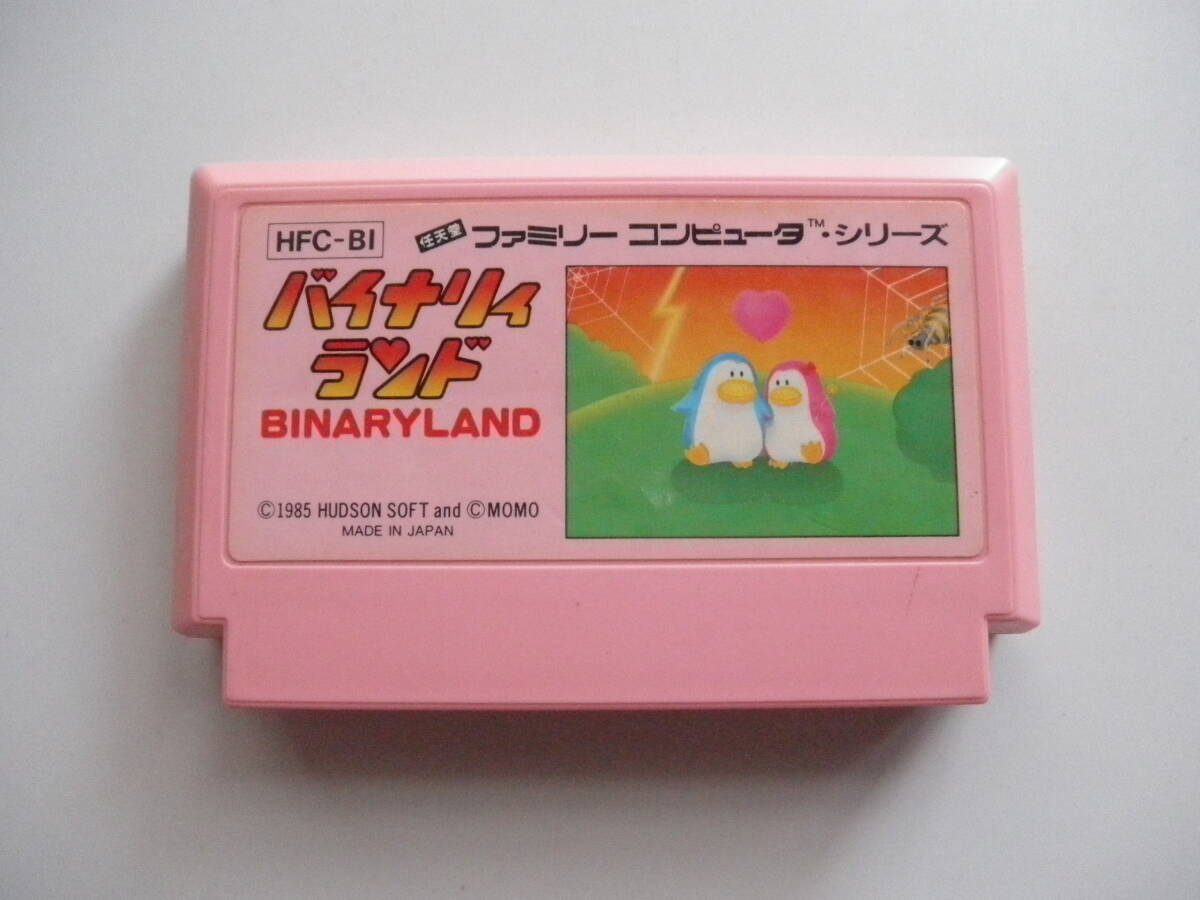 HFC-BI 任天堂 ファミリー コンピュータ™・シリーズ
バイナリィ
ランド
BINARYLAND
©1985 HUDSON SOFT and ©MOMO
MADE IN JAPAN